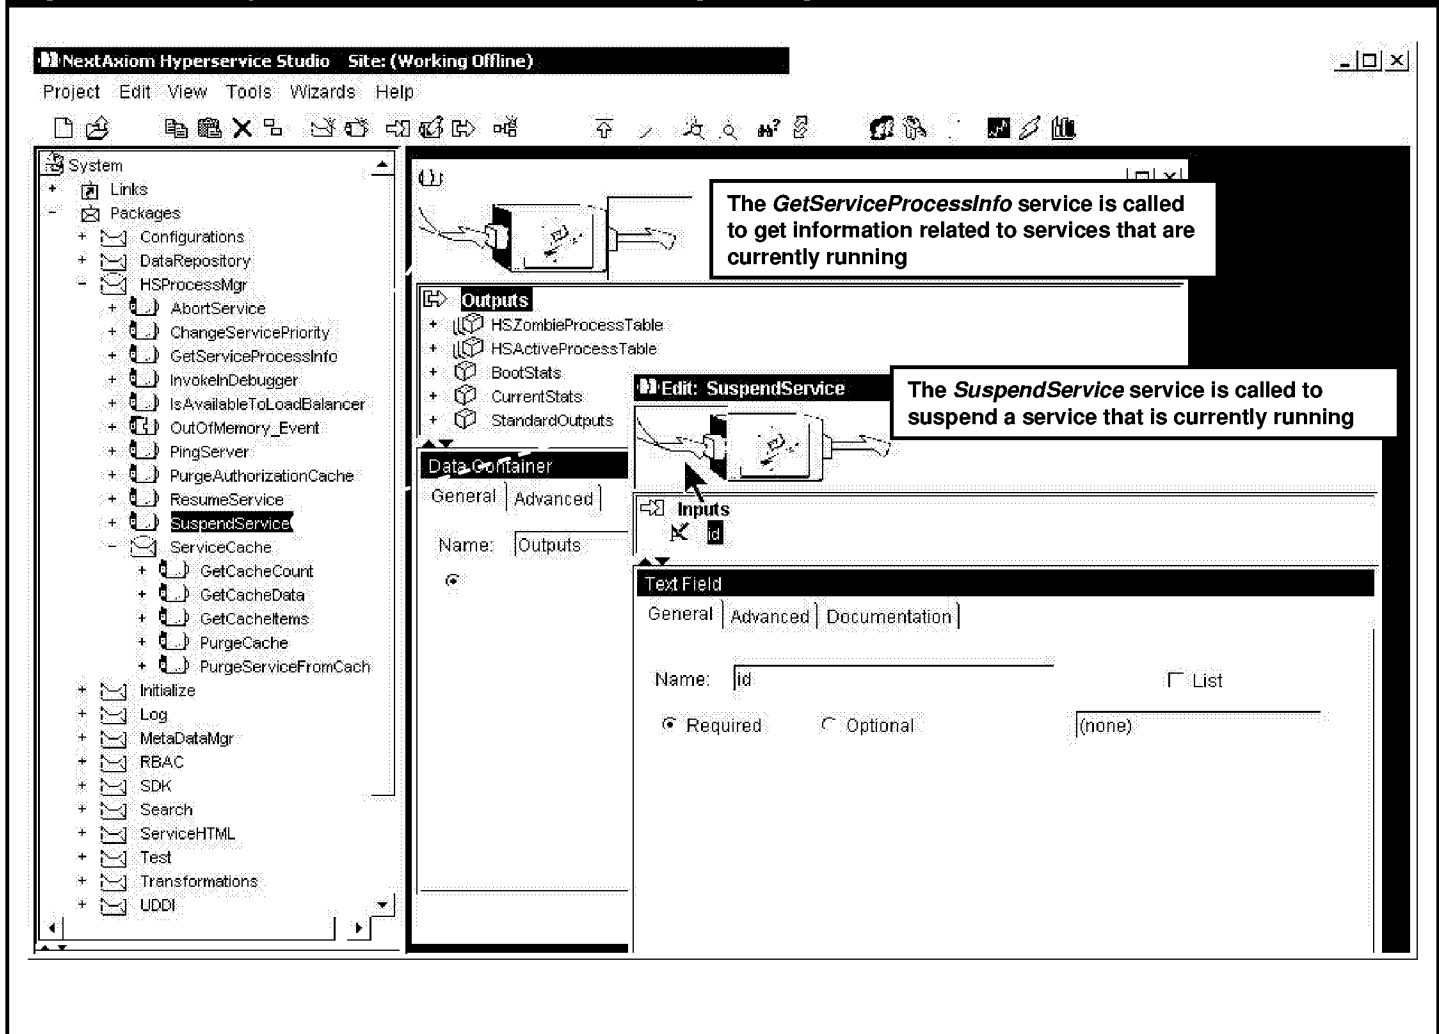 NextAxiom Hyperservice Studio Site: (Working Offline)
Project Edit View Tools Wizards Help
System
Links
Packages
Configurations
DataRepository
HSProcessMgr
AbortService
ChangeServicePriority
GetServiceProcessInfo
InvokeInDebugger
IsAvailableToLoadBalancer
OutOfMemory_Event
PingServer
PurgeAuthorizationCache
ResumeService
SuspendService
ServiceCache
GetCacheCount
GetCacheData
GetCacheItems
PurgeCache
PurgeServiceFromCach
Initialize
Log
MetaDataMgr
RBAC
SDK
Search
ServiceHTML
Test
Transformations
UDDI
The GetServiceProcessInfo service is called
to get information related to services that are
currently running
Outputs
HSZombieProcessTable
HSActiveProcessTable
BootStats
CurrentStats
StandardOutputs
Data Container
General Advanced
Name: Outputs
Edit: SuspendService
The SuspendService service is called to
suspend a service that is currently running
Inputs
id
Text Field
General Advanced Documentation
Name: id
List
Required Optional (none)